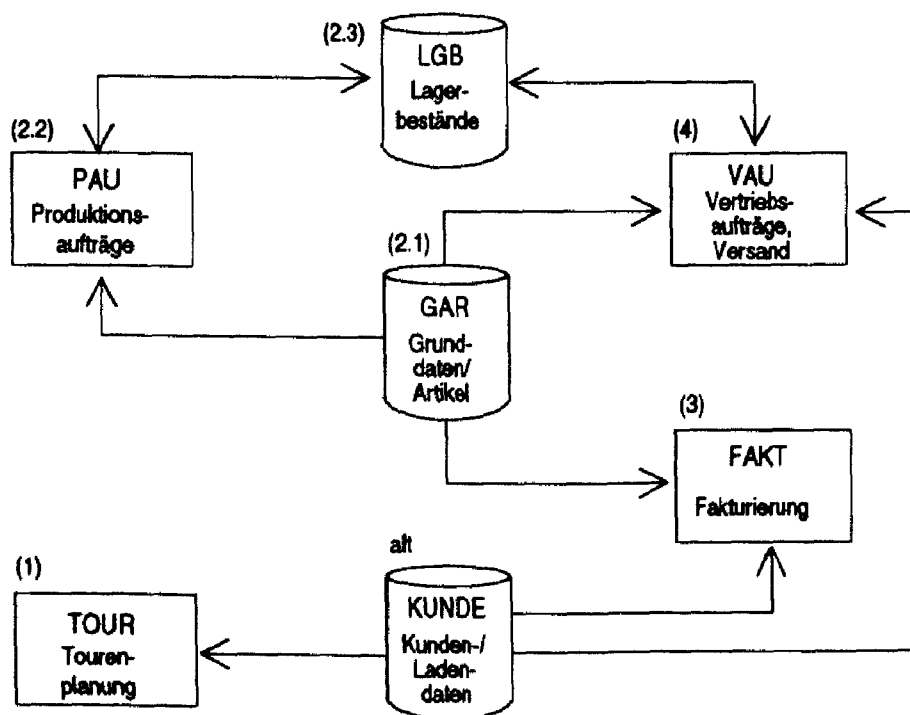 (2.3)
LGB
Lager-
bestände
(2.2)
PAU
Produktions-
aufträge
(4)
VAU
Vertriebs-
aufträge,
Versand
(2.1)
GAR
Grund-
daten/
Artikel
(3)
FAKT
Fakturierung
alt
KUNDE
Kunden-/
Laden-
daten
(1)
TOUR
Touren-
planung